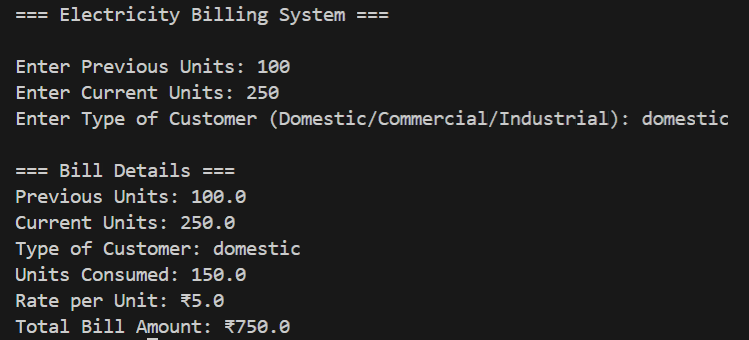 === Electricity Billing System ===
Enter Previous Units: 100
Enter Current Units: 250
Enter Type of Customer (Domestic/Commercial/Industrial): domestic
=== Bill Details ===
Previous Units: 100.0
Current Units: 250.0
Type of Customer: domestic
Units Consumed: 150.0
Rate per Unit: ₹5.0
Total Bill Amount: ₹750.0